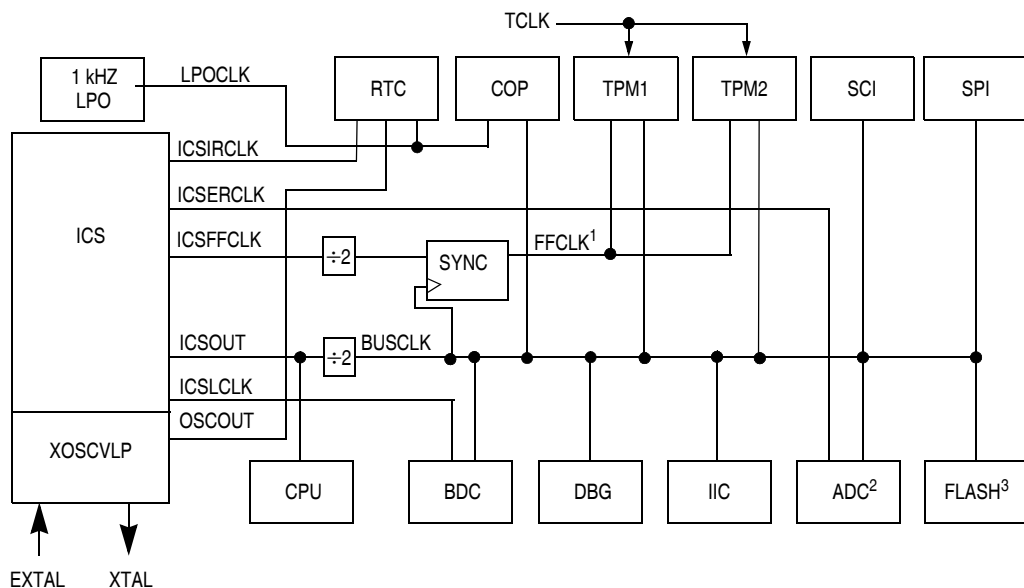 TCLK
1 kHZ
LPO
LPOCLK
RTC
COP
TPM1
TPM2
SCI
SPI
ICS
ICSIRCLK
ICSERCLK
ICSFFCLK
÷2
SYNC
FFCLK1
ICSOUT
÷2
BUSCLK
ICSLCLK
OSCOUT
XOSCVLP
CPU
BDC
DBG
IIC
ADC2
FLASH3
EXTAL
XTAL